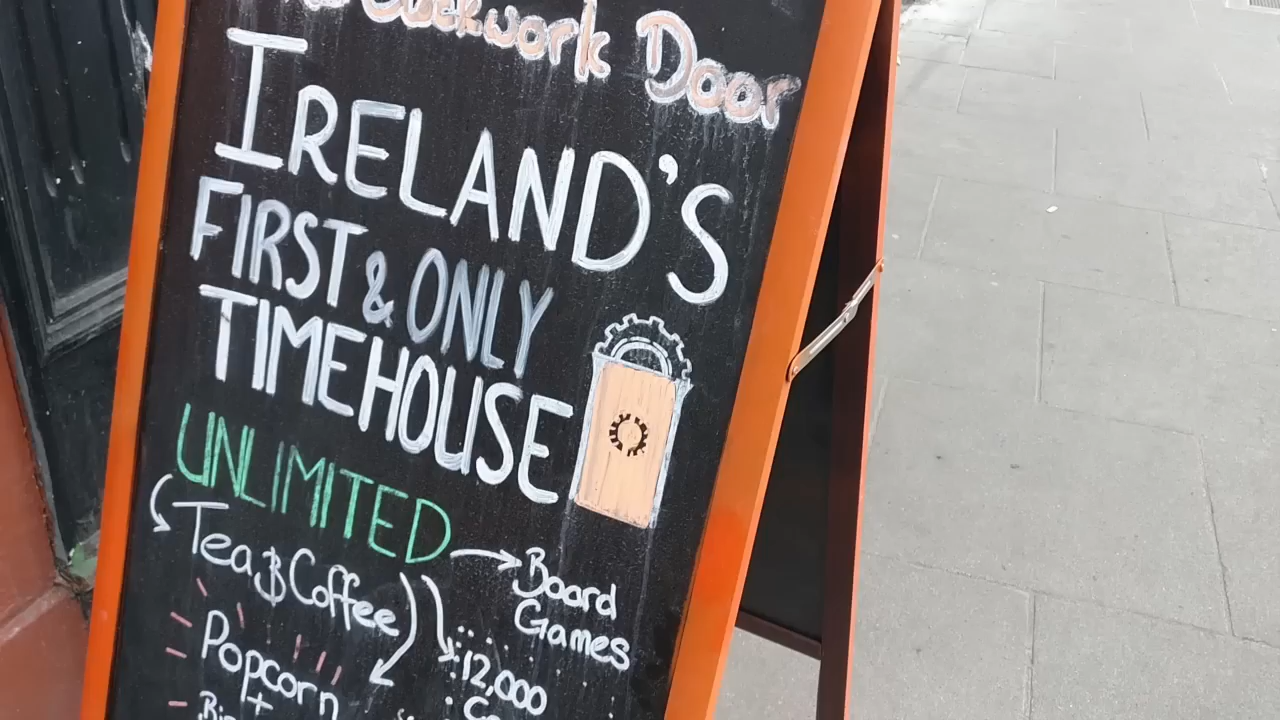 Clockwork Door
IRELAND'S
FIRST & ONLY
TIMEHOUSE
UNLIMITED
Tea & Coffee
Board
Games
Popcorn
+
12,000